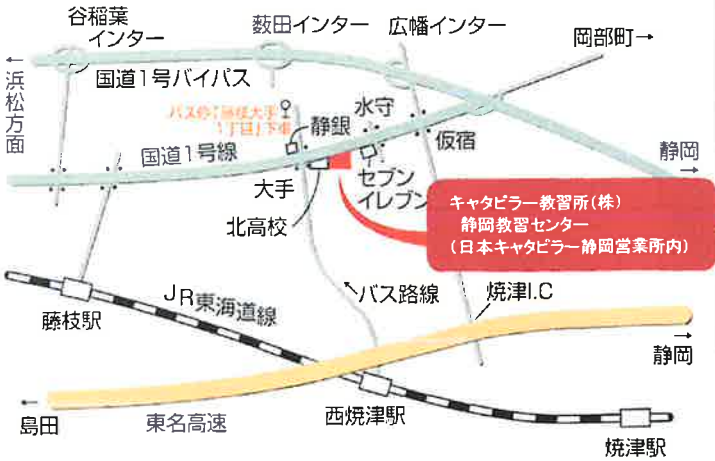 谷稲葉
インター
薮田インター
広幡インター
岡部町→
←浜松方面
国道1号バイパス
バス停「藤枝大手
1丁目」下車
静銀
水守
仮宿
国道1号線
静岡
→
大手
セブン
イレブン
北高校
キャタピラー教習所(株)
静岡教習センター
(日本キャタピラー静岡営業所内)
JR東海道線
バス路線
焼津I.C
藤枝駅
→
静岡
←
島田
東名高速
西焼津駅
焼津駅